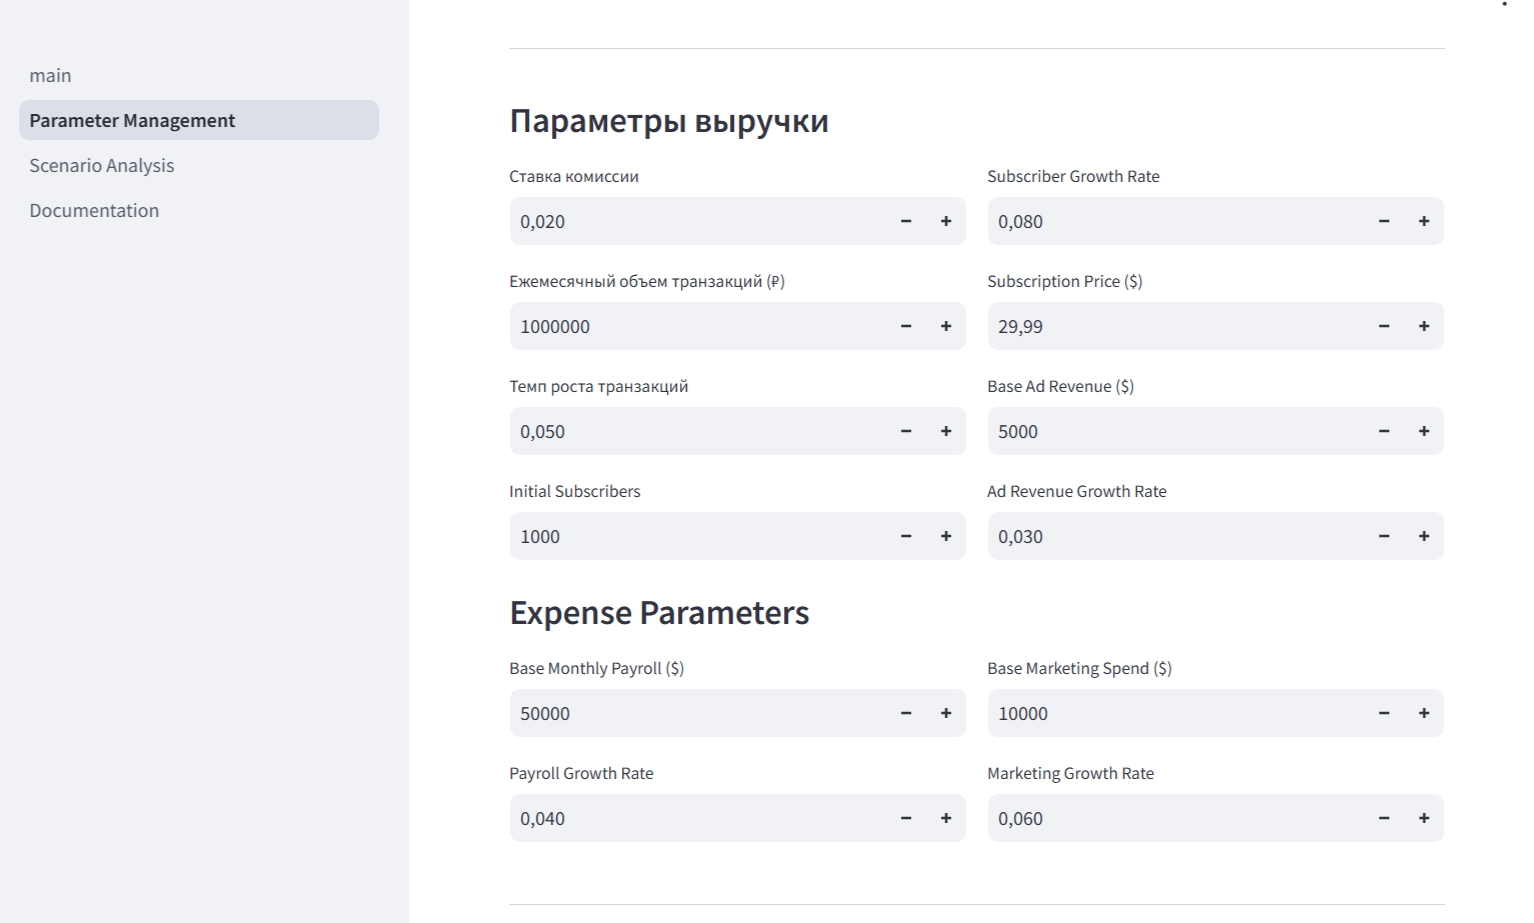 main
Parameter Management
Scenario Analysis
Documentation
Параметры выручки
Ставка комиссии
0,020
Subscriber Growth Rate
0,080
Ежемесячный объем транзакций (₽)
1000000
Subscription Price ($)
29,99
Темп роста транзакций
0,050
Base Ad Revenue ($)
5000
Initial Subscribers
1000
Ad Revenue Growth Rate
0,030
Expense Parameters
Base Monthly Payroll ($)
50000
Base Marketing Spend ($)
10000
Payroll Growth Rate
0,040
Marketing Growth Rate
0,060